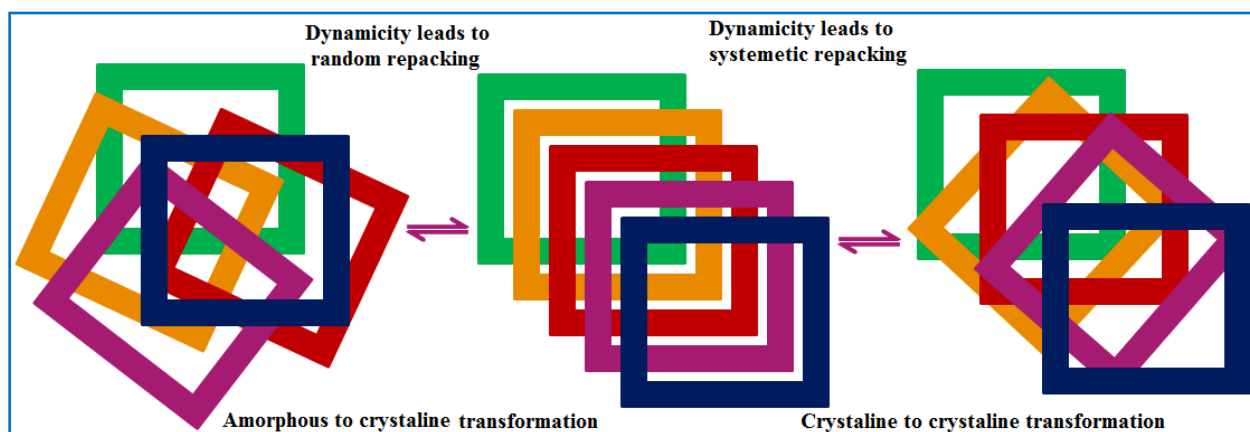 Dynamicity leads to
random repacking
Dynamicity leads to
systemetic repacking
Amorphous to crystaline transformation
Crystaline to crystaline transformation